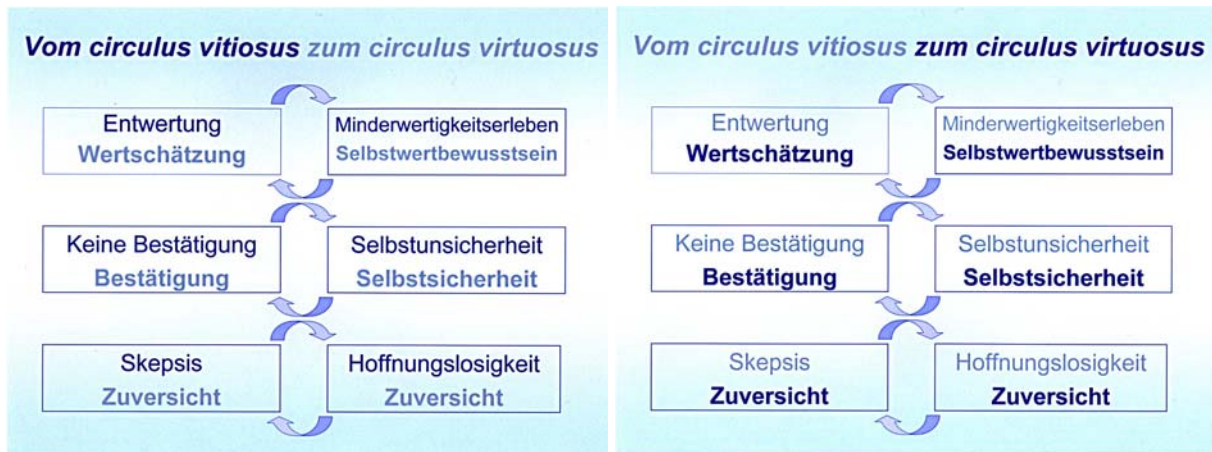 Vom circulus vitiosus zum circulus virtuosus
Entwertung
Wertschätzung
Minderwertigkeitserleben
Selbstwertbewusstsein
Keine Bestätigung
Bestätigung
Selbstunsicherheit
Selbstsicherheit
Skepsis
Zuversicht
Hoffnungslosigkeit
Zuversicht
Vom circulus vitiosus zum circulus virtuosus
Entwertung
Wertschätzung
Minderwertigkeitserleben
Selbstwertbewusstsein
Keine Bestätigung
Bestätigung
Selbstunsicherheit
Selbstsicherheit
Skepsis
Zuversicht
Hoffnungslosigkeit
Zuversicht